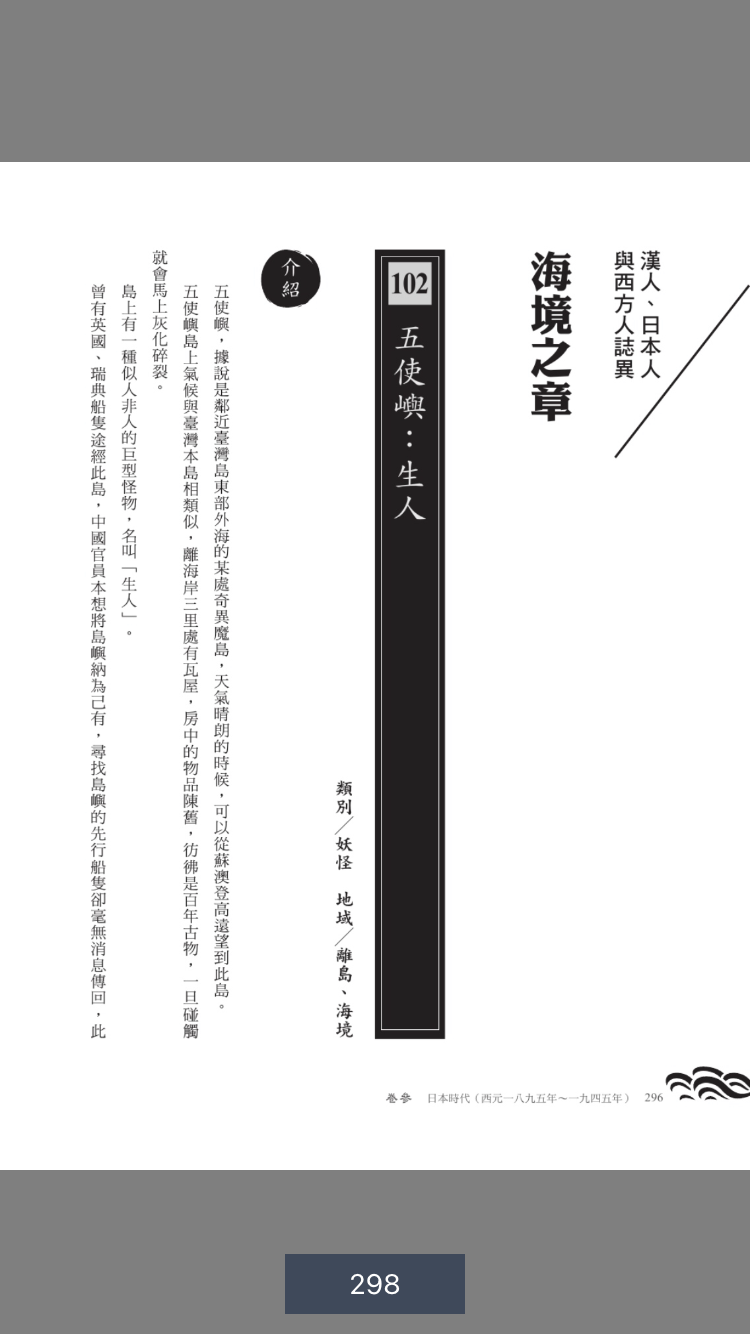 漢人、日本人
與西方人誌異
海境之章
102
五使嶼：生人
類別／妖怪　地域／離島、海境
介紹
五使嶼，據說是鄰近臺灣島東部外海的某處奇異魔島，天氣晴朗的時候，可以從蘇澳登高遠望到此島。
五使嶼島上氣候與臺灣本島相類似，離海岸三里處有瓦屋，房中的物品陳舊，彷彿是百年古物，一旦碰觸
就會馬上灰化碎裂。
島上有一種似人非人的巨型怪物，名叫「生人」。
曾有英國、瑞典船隻途經此島，中國官員本想將島嶼納為己有，尋找島嶼的先行船隻卻毫無消息傳回，此
卷參　日本時代（西元一八九五年～一九四五年）　296
298